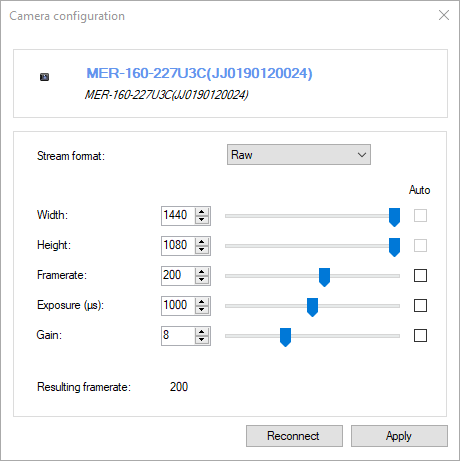 Camera configuration
MER-160-227U3C(JJ0190120024)
MER-160-227U3C(JJ0190120024)
Stream format: Raw
Auto
Width: 1440
Height: 1080
Framerate: 200
Exposure (µs): 1000
Gain: 8
Resulting framerate: 200
Reconnect Apply